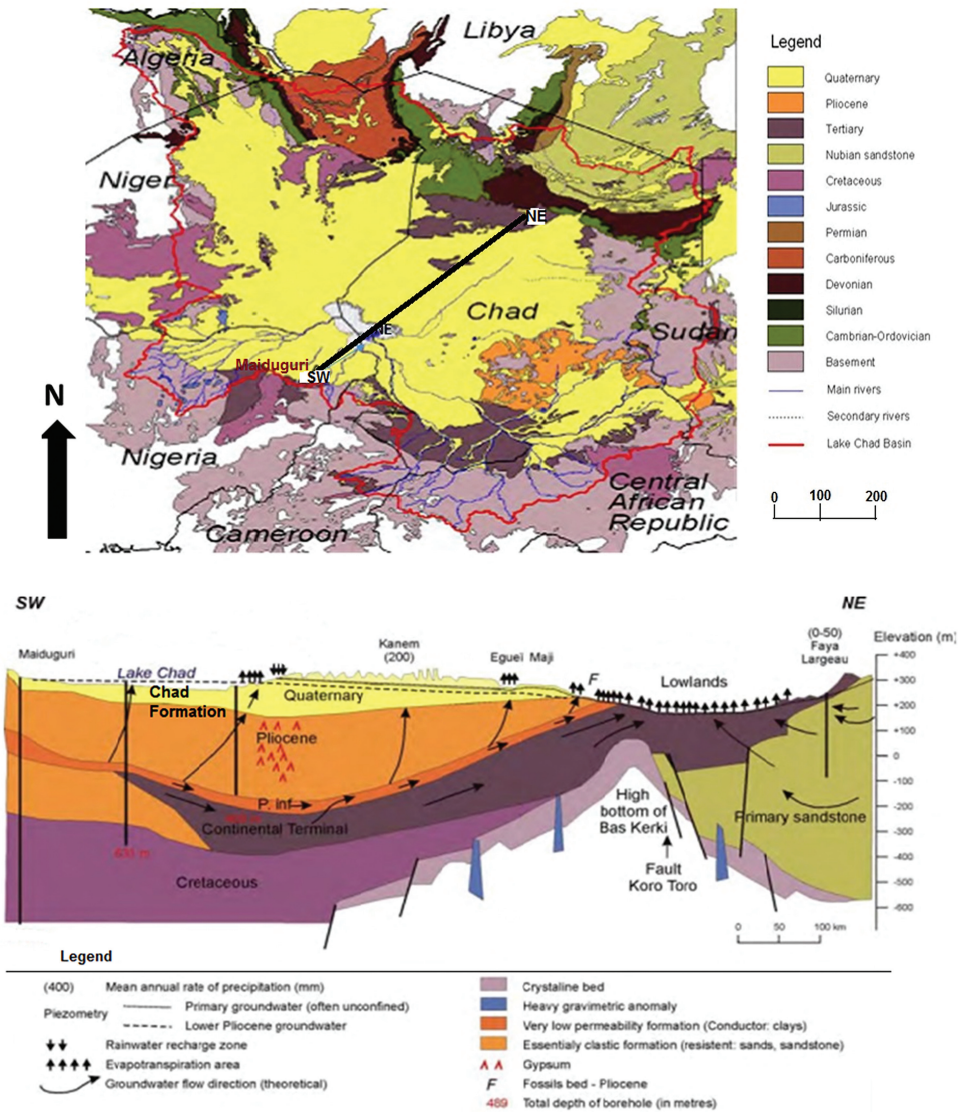 Libya
Algeria
Niger
NE
Chad
NE
Sudan
Maiduguri
SW
N
Nigeria
Central
African
Republic
Cameroon
Legend
Quaternary
Pliocene
Tertiary
Nubian sandstone
Cretaceous
Jurassic
Permian
Carboniferous
Devonian
Silurian
Cambrian-Ordovician
Basement
Main rivers
Secondary rivers
Lake Chad Basin
0 100 200
SW
NE
Maiduguri
Lake Chad
Chad
Formation
Kanem
(200)
Eguei Maji
F
Lowlands
(0-50)
Faya
Largeau
Elevation (m)
+400
+300
+200
+100
0
-100
-200
-300
-400
-500
-600
Quaternary
Pliocene
P. inf
Continental Terminal
Cretaceous
High
bottom of
Bas Kerki
Fault
Koro Toro
Primary sandstone
0 50 100 km
Legend
(400) Mean annual rate of precipitation (mm)
Piezometry
Primary groundwater (often unconfined)
Lower Pliocene groundwater
Rainwater recharge zone
Evapotranspiration area
Groundwater flow direction (theoretical)
Crystaline bed
Heavy gravimetric anomaly
Very low permeability formation (Conductor: clays)
Essentialy clastic formation (resistent: sands, sandstone)
Gypsum
F Fossils bed - Pliocene
489 Total depth of borehole (in metres)